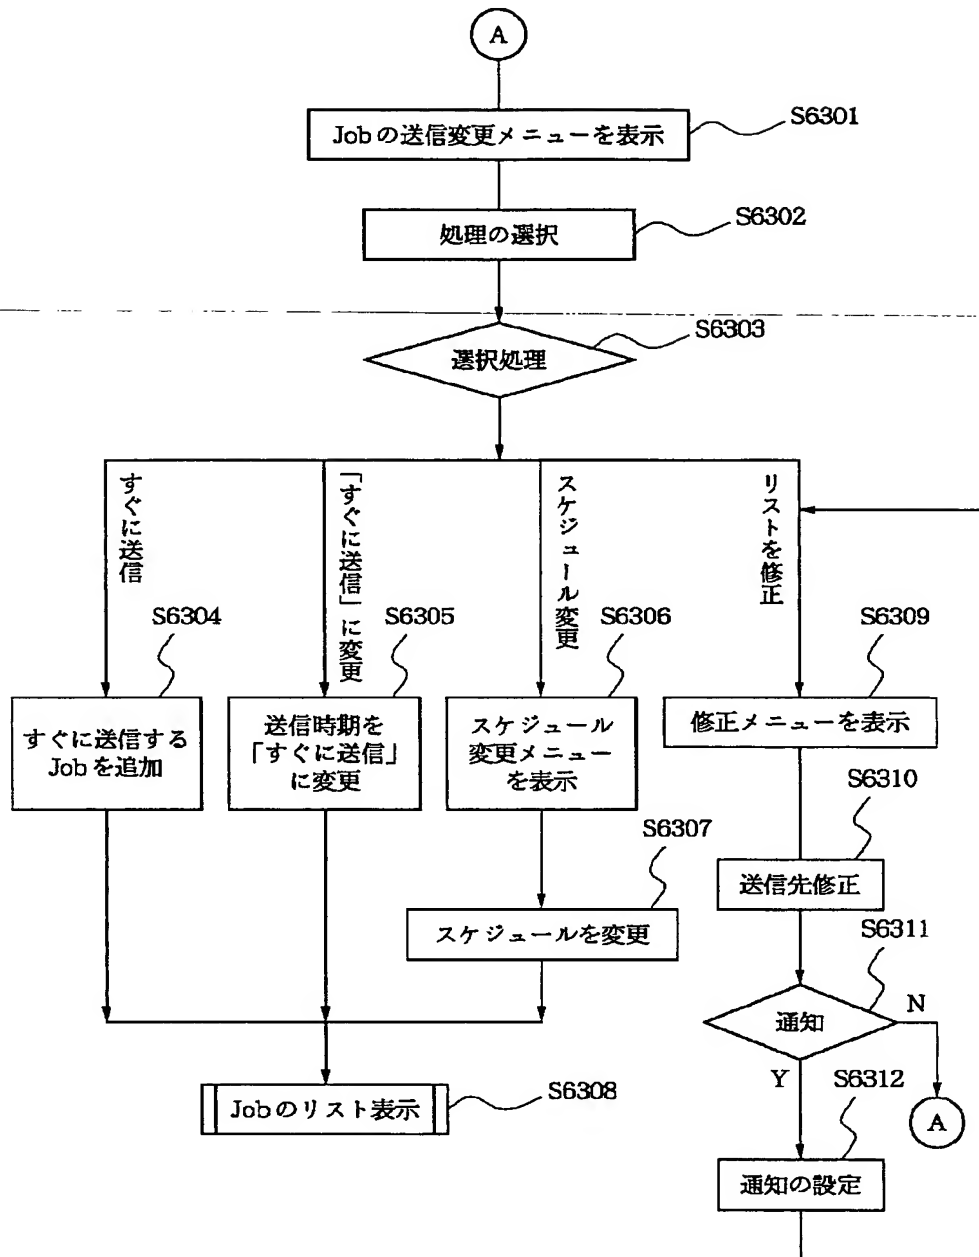 A
Jobの送信変更メニューを表示
S6301
処理の選択
S6302
選択処理
S6303
すぐに送信
「すぐに送信」に変更
スケジュール変更
リストを修正
S6304
S6305
S6306
S6309
すぐに送信する
Jobを追加
送信時期を
「すぐに送信」
に変更
スケジュール
変更メニュー
を表示
修正メニューを表示
S6310
S6307
送信先修正
スケジュールを変更
S6311
通知
N
Y
S6312
Jobのリスト表示
S6308
A
通知の設定